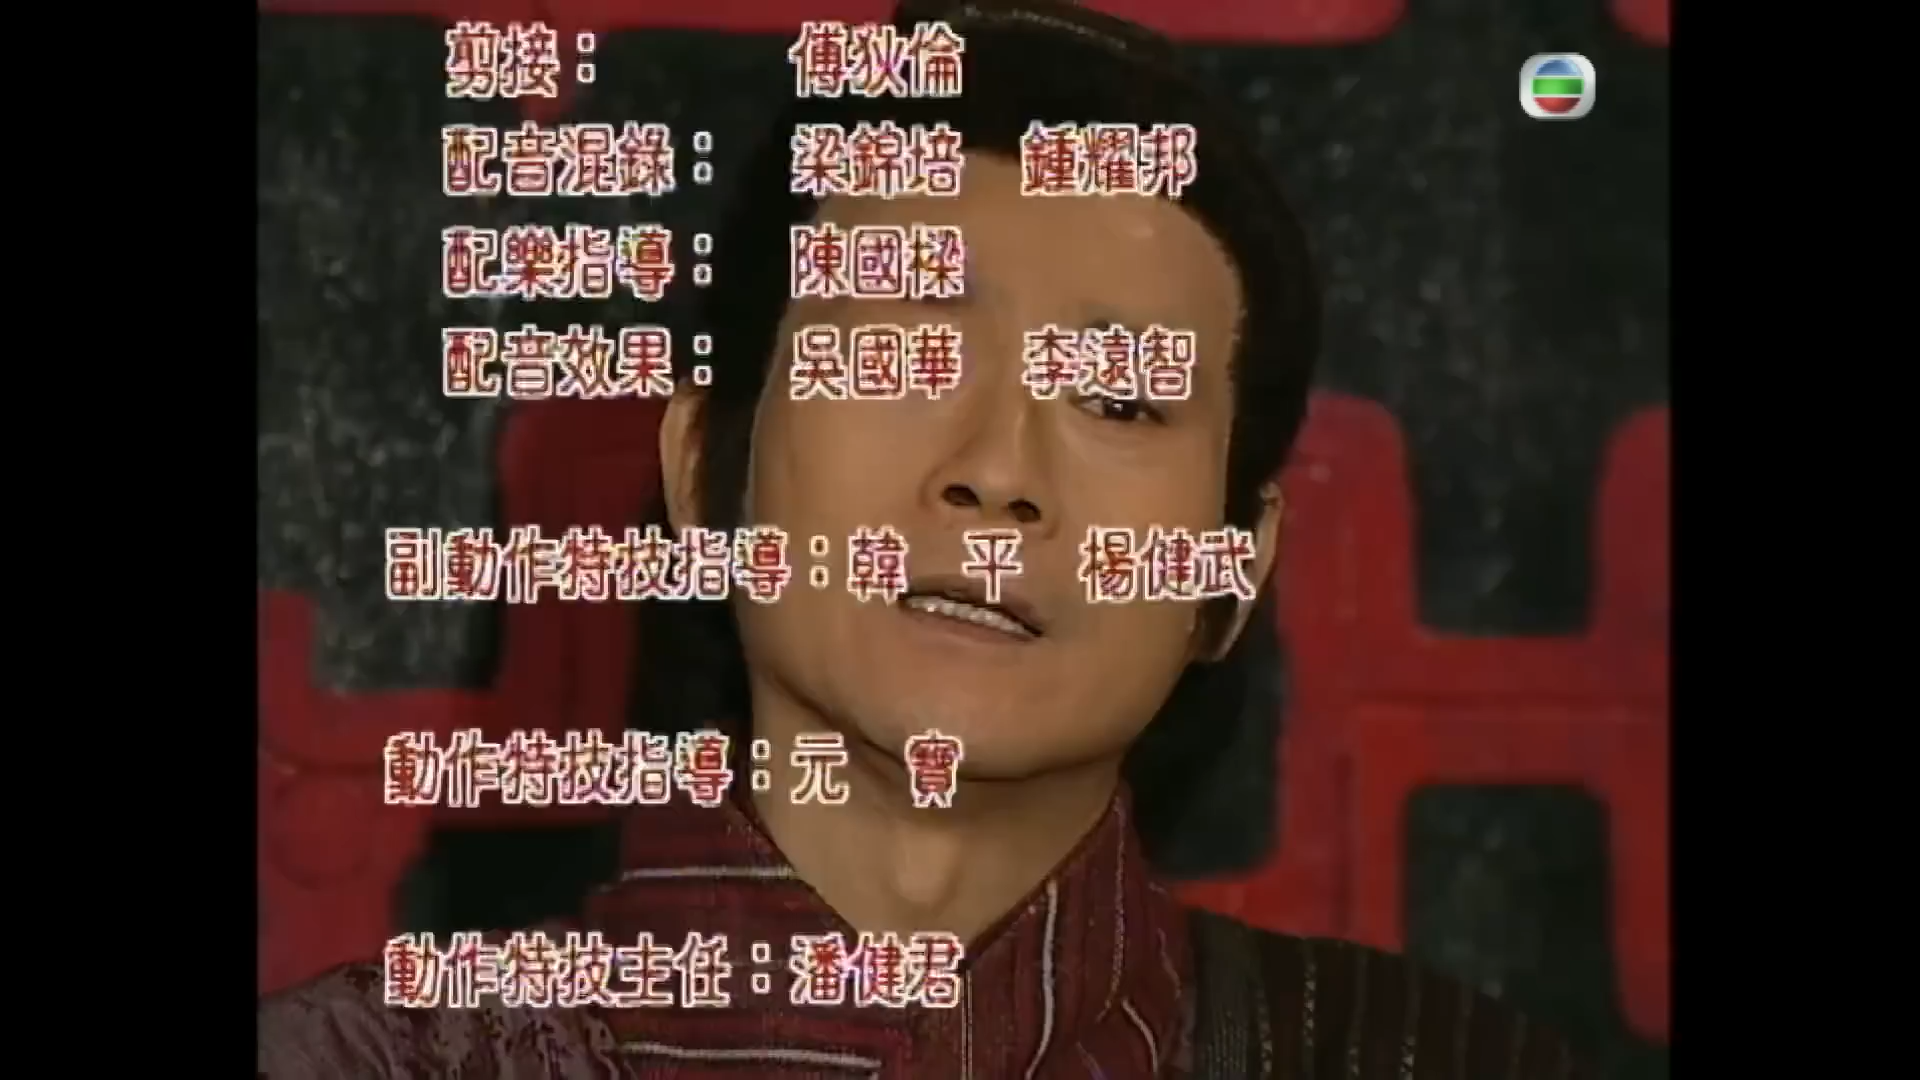 剪接： 傅狄倫
配音混錄： 梁錦培 鍾耀邦
配樂指導： 陳國樑
配音效果： 吳國華 李遠智
副動作特技指導：韓 平 楊健武
動作特技指導：元 寶
動作特技主任：潘健君